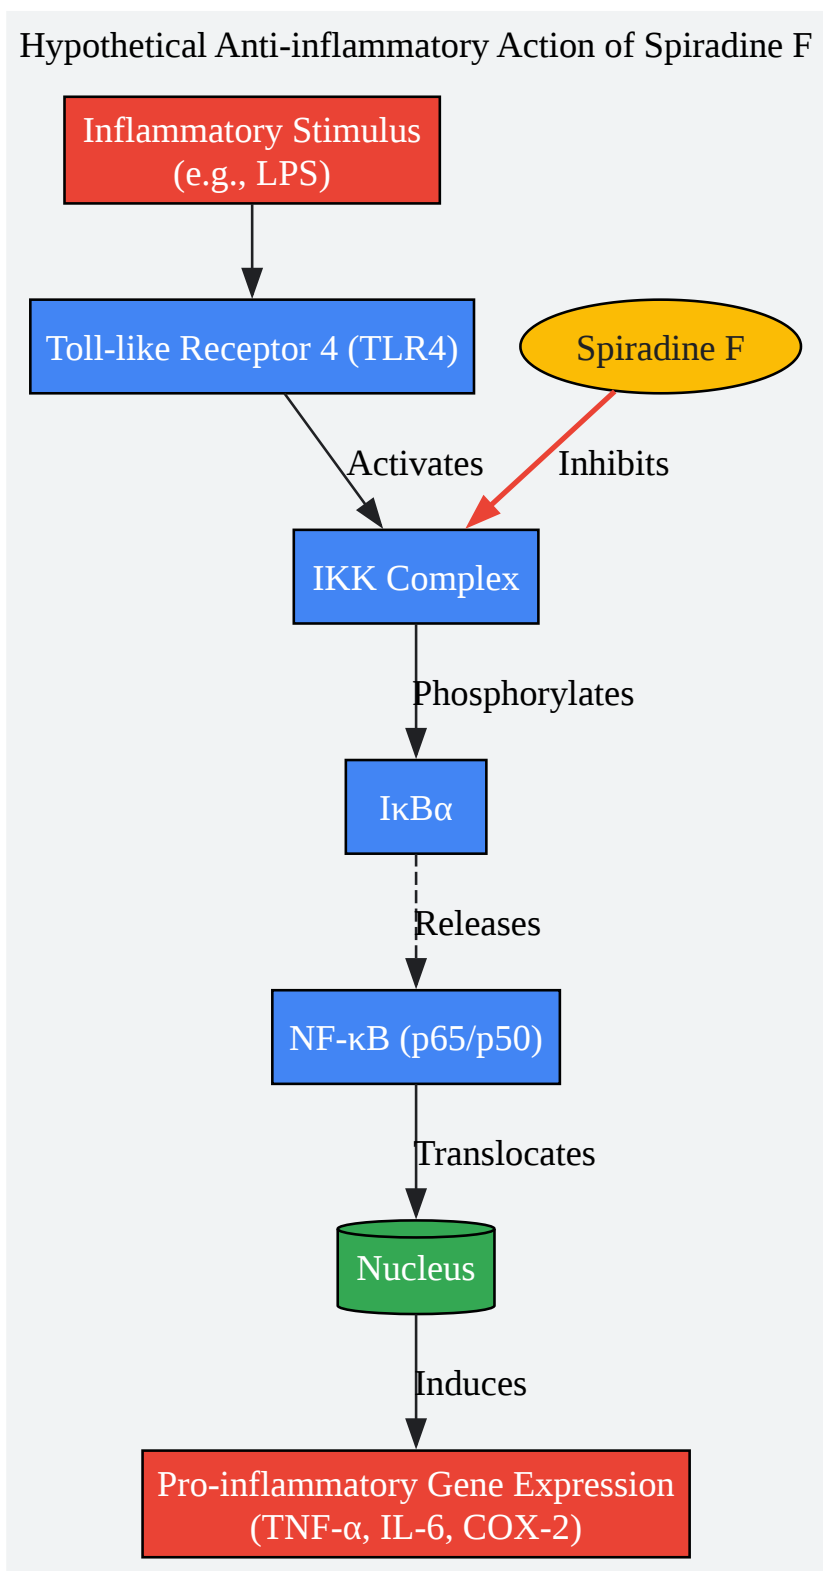 Hypothetical Anti-inflammatory Action of Spiradine F
Inflammatory Stimulus
(e.g., LPS)
Toll-like Receptor 4 (TLR4)
Spiradine F
Activates
Inhibits
IKK Complex
Phosphorylates
IκBα
Releases
NF-κB (p65/p50)
Translocates
Nucleus
Induces
Pro-inflammatory Gene Expression
(TNF-α, IL-6, COX-2)